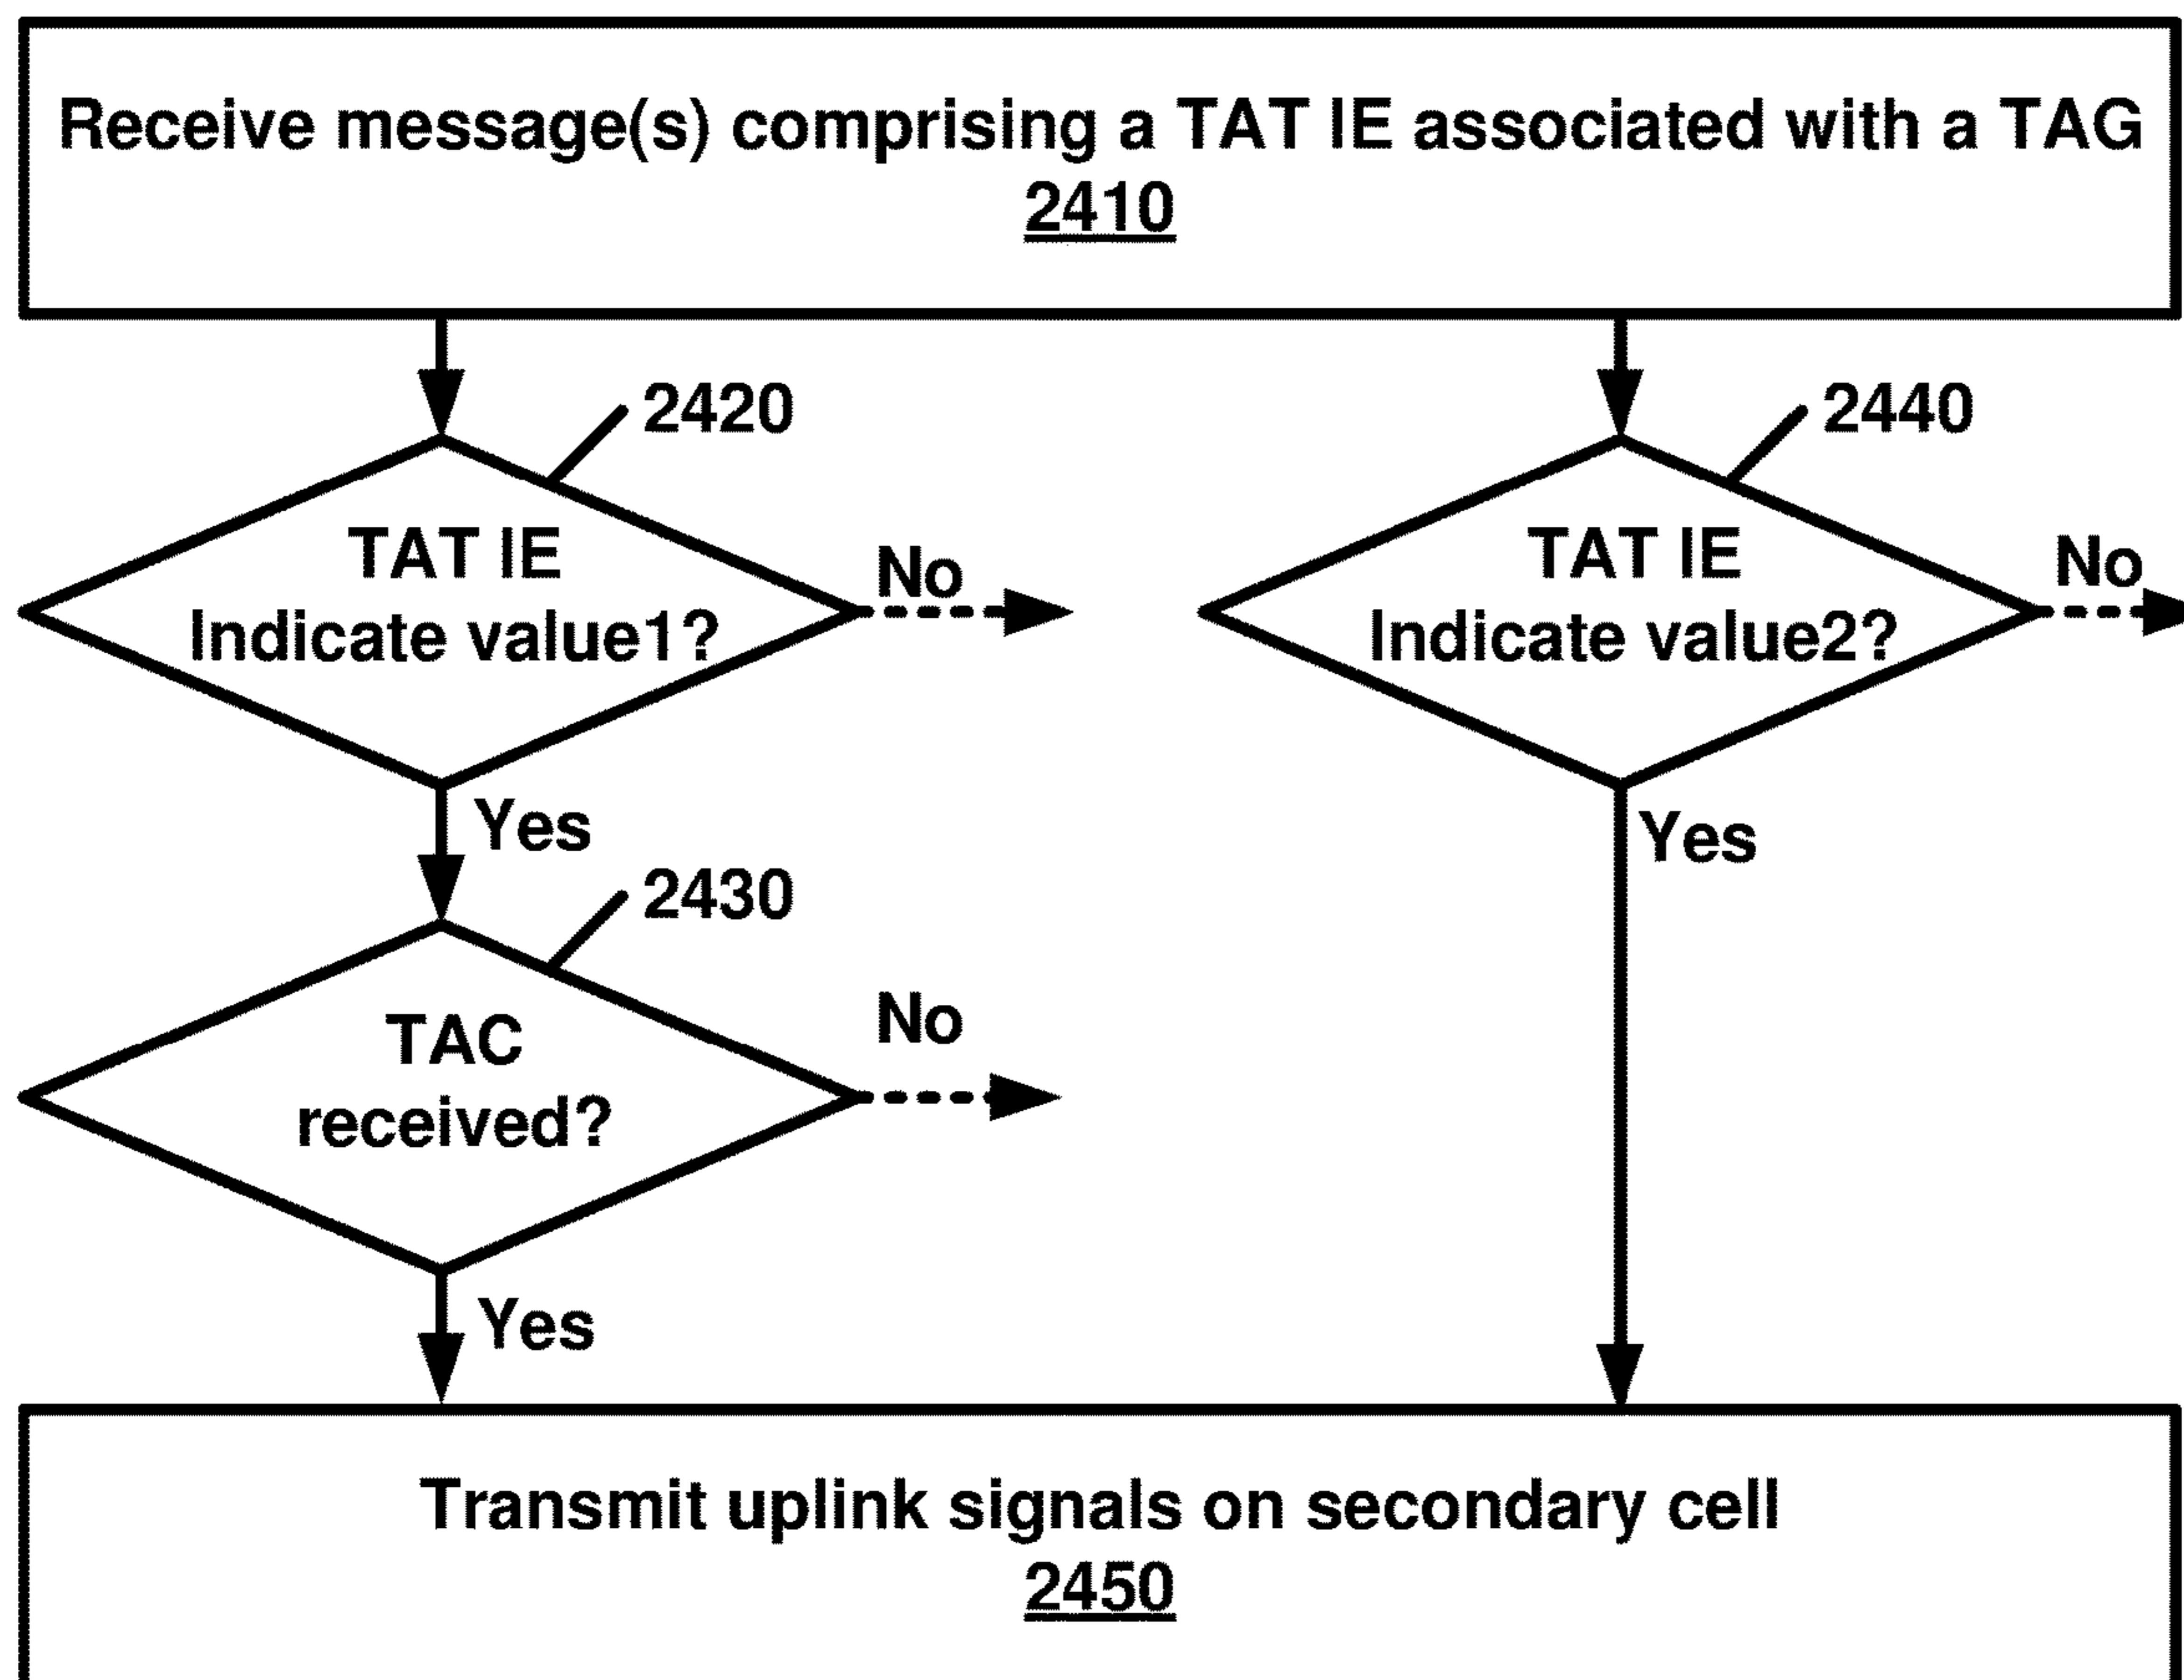 Receive message(s) comprising a TAT IE associated with a TAG
2410
2420
TAT IE
Indicate value1?
No
Yes
2440
TAT IE
Indicate value2?
No
Yes
2430
TAC
received?
No
Yes
Transmit uplink signals on secondary cell
2450